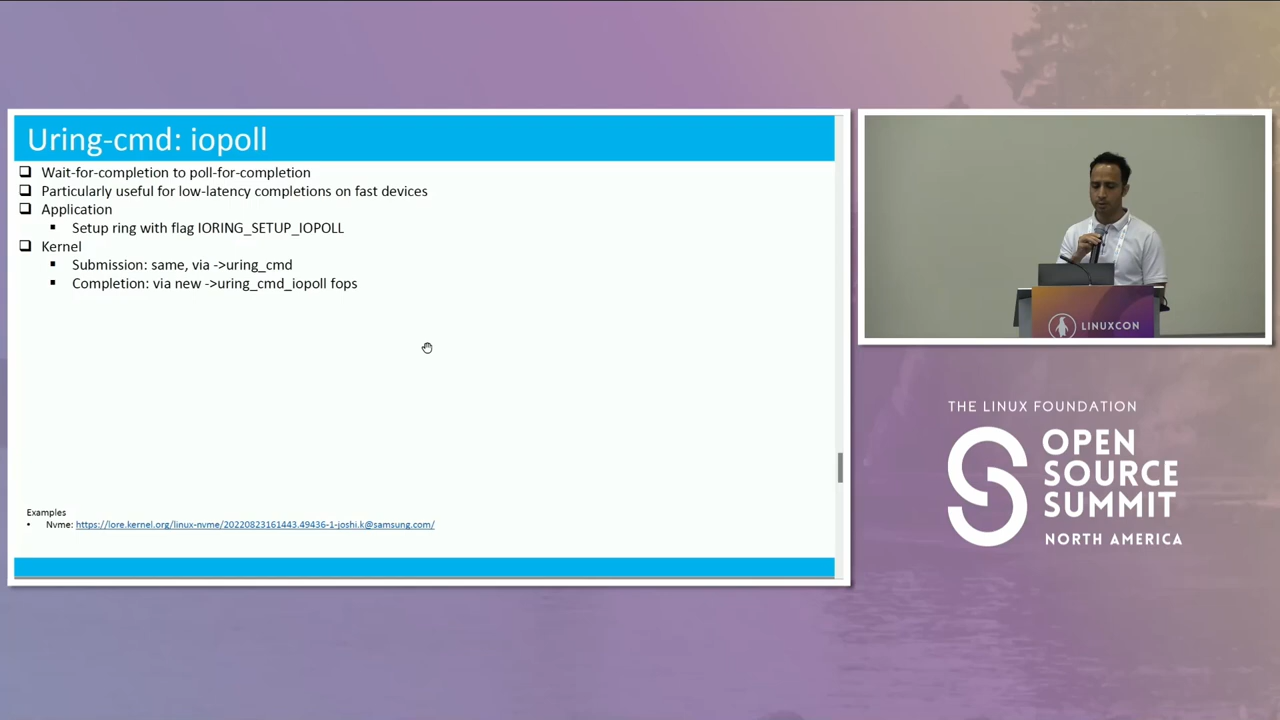 Uring-cmd: iopoll
❑ Wait-for-completion to poll-for-completion
❑ Particularly useful for low-latency completions on fast devices
❑ Application
▪ Setup ring with flag IORING_SETUP_IOPOLL
❑ Kernel
▪ Submission: same, via ->uring_cmd
▪ Completion: via new ->uring_cmd_iopoll fops
Examples
• Nvme: https://lore.kernel.org/linux-nvme/20220823161443.49436-1-joshi.k@samsung.com/
LINUXCON
THE LINUX FOUNDATION
OPEN
SOURCE
SUMMIT
NORTH AMERICA